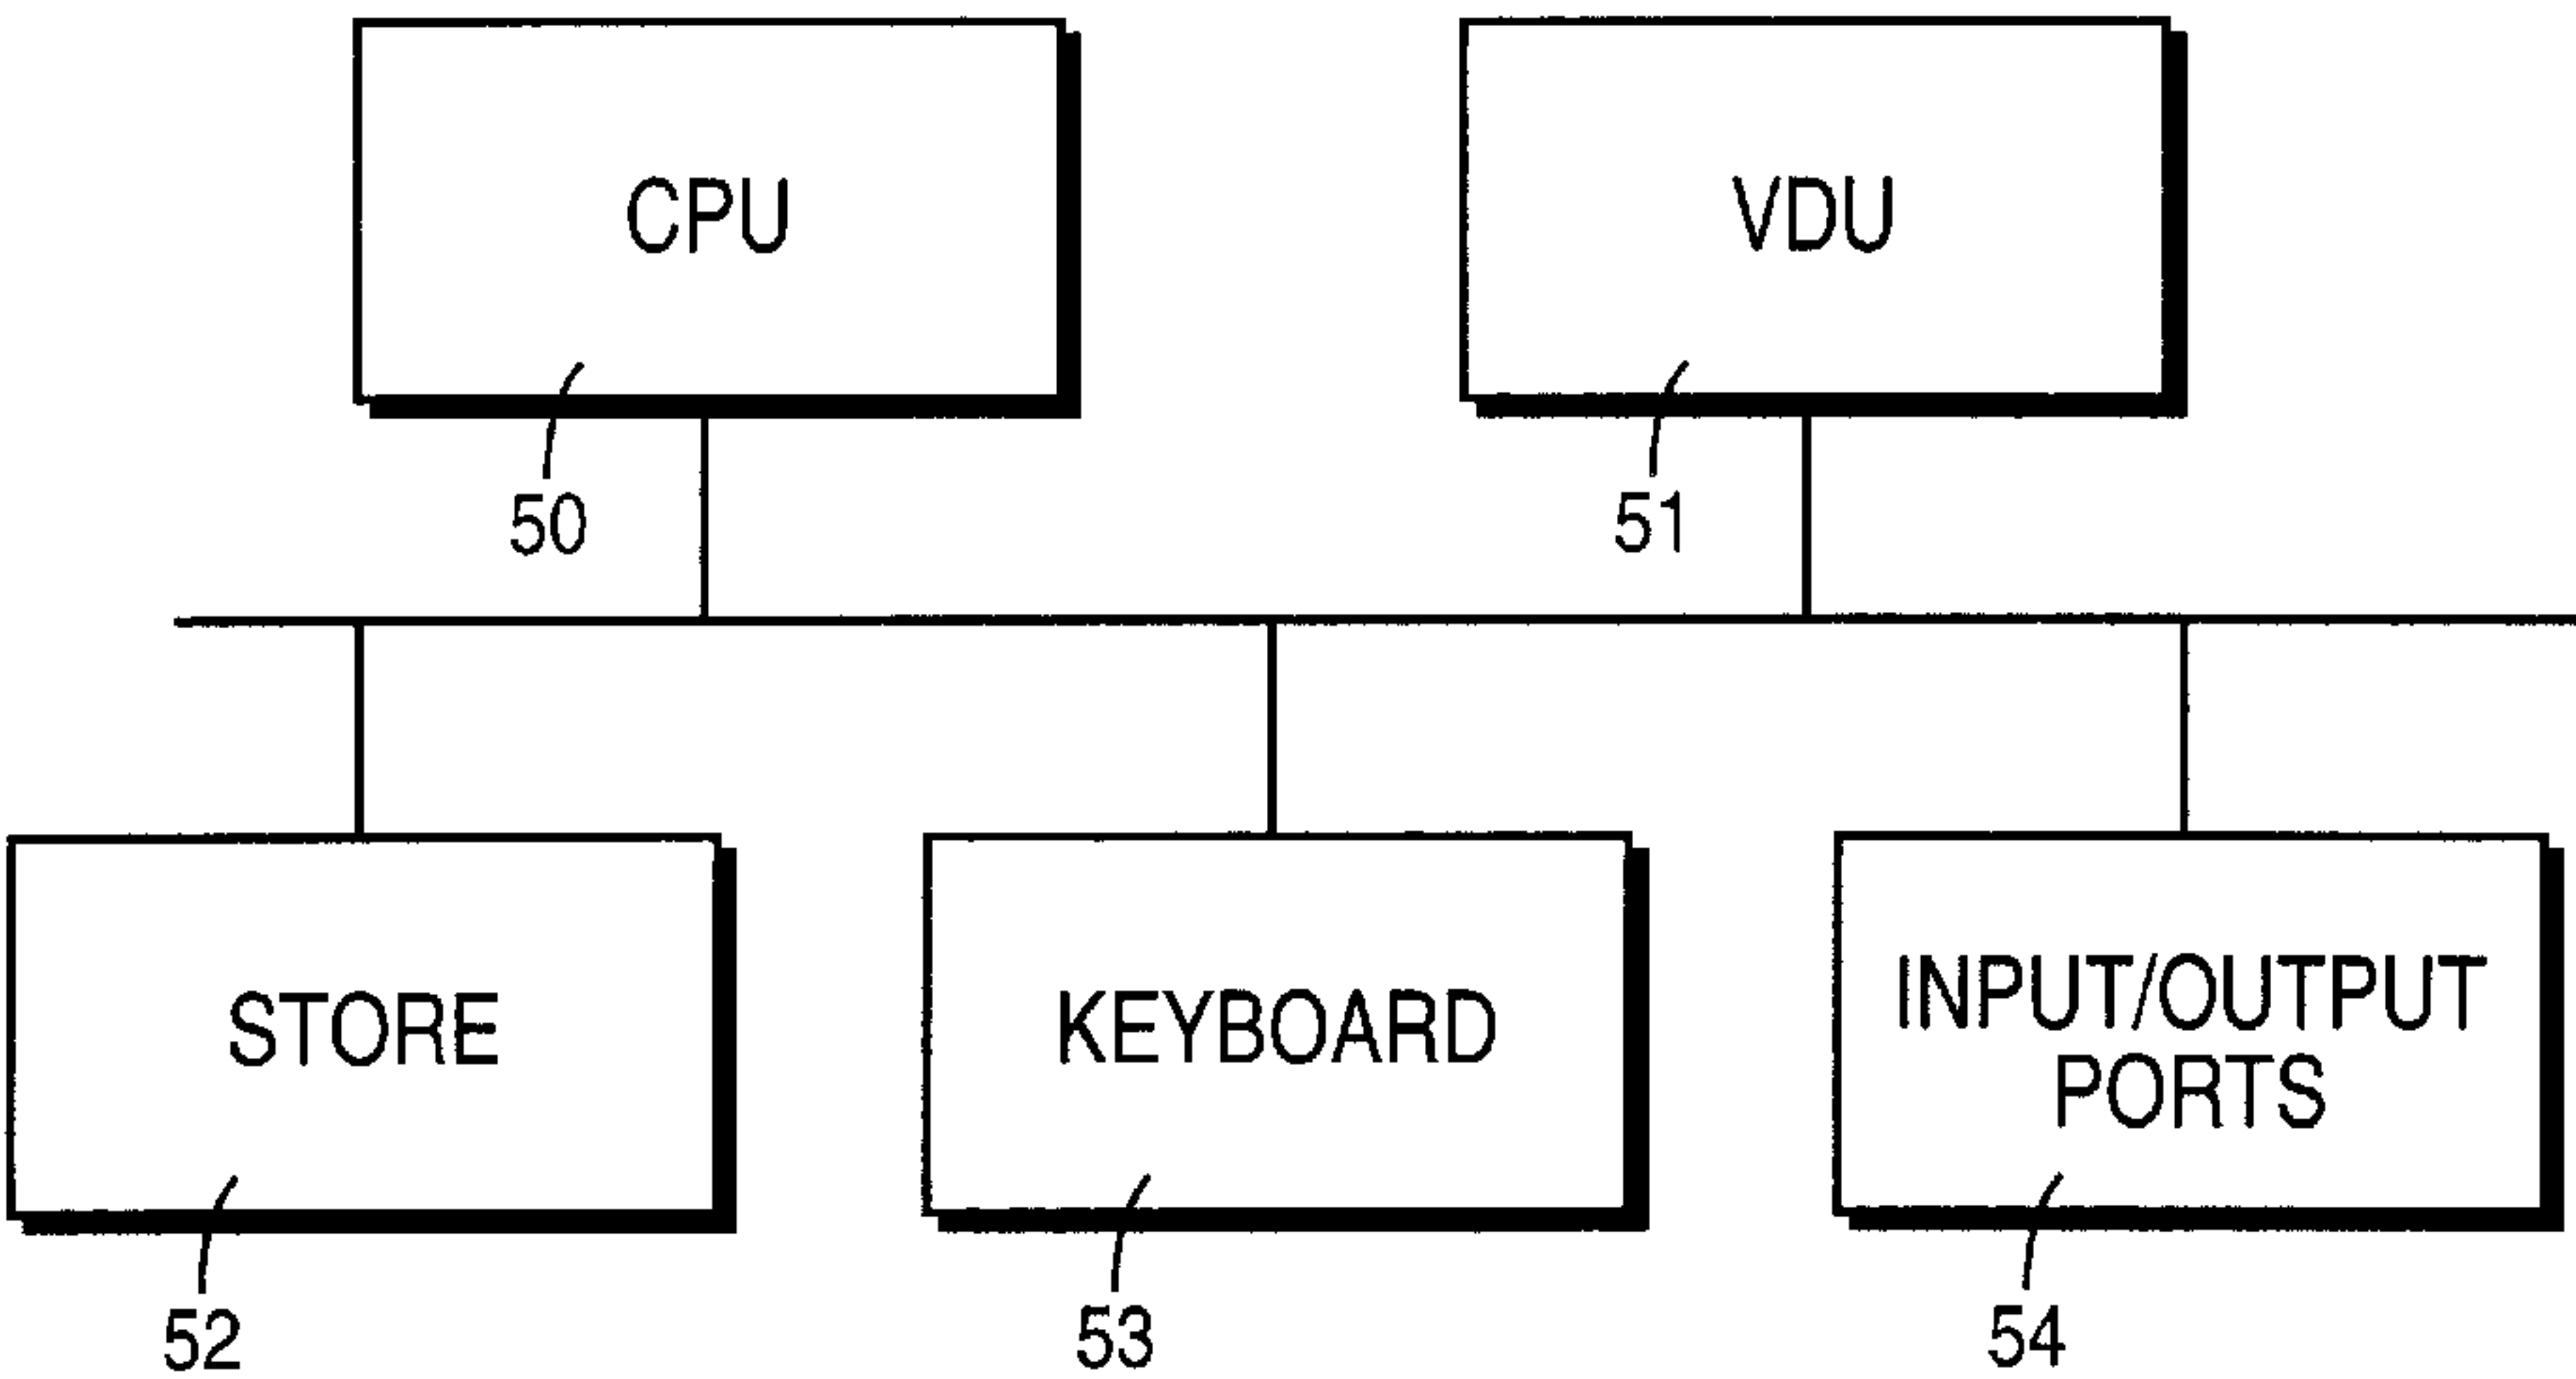 CPU
VDU
50
51
STORE
KEYBOARD
INPUT/OUTPUT
PORTS
52
53
54